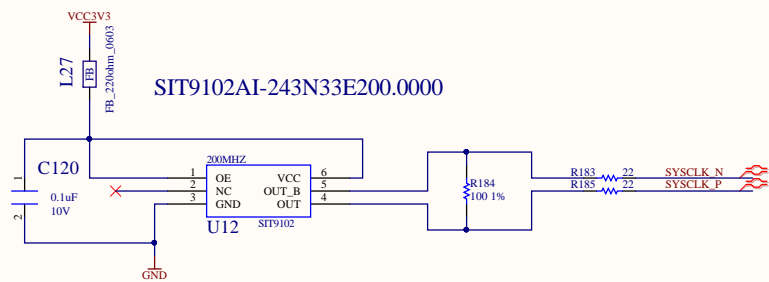 VCC3V3
L27
FB
FB_220ohm_0603
SIT9102AI-243N33E200.0000
C120
0.1uF
10V
1
2
200MHZ
1 OE VCC 6
2 NC OUT_B 5
3 GND OUT 4
U12 SIT9102
GND
R184
100 1%
R183 22 SYSCLK_N
R185 22 SYSCLK_P